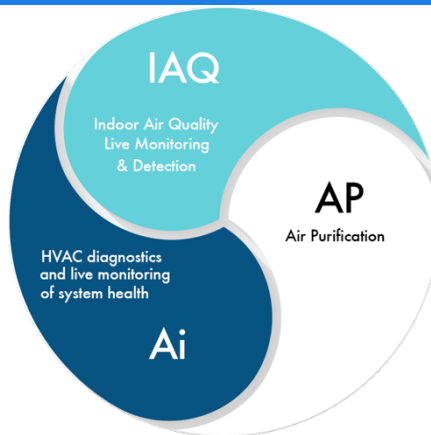 IAQ
Indoor Air Quality
Live Monitoring
& Detection
AP
Air Purification
HVAC diagnostics
and live monitoring
of system health
Ai